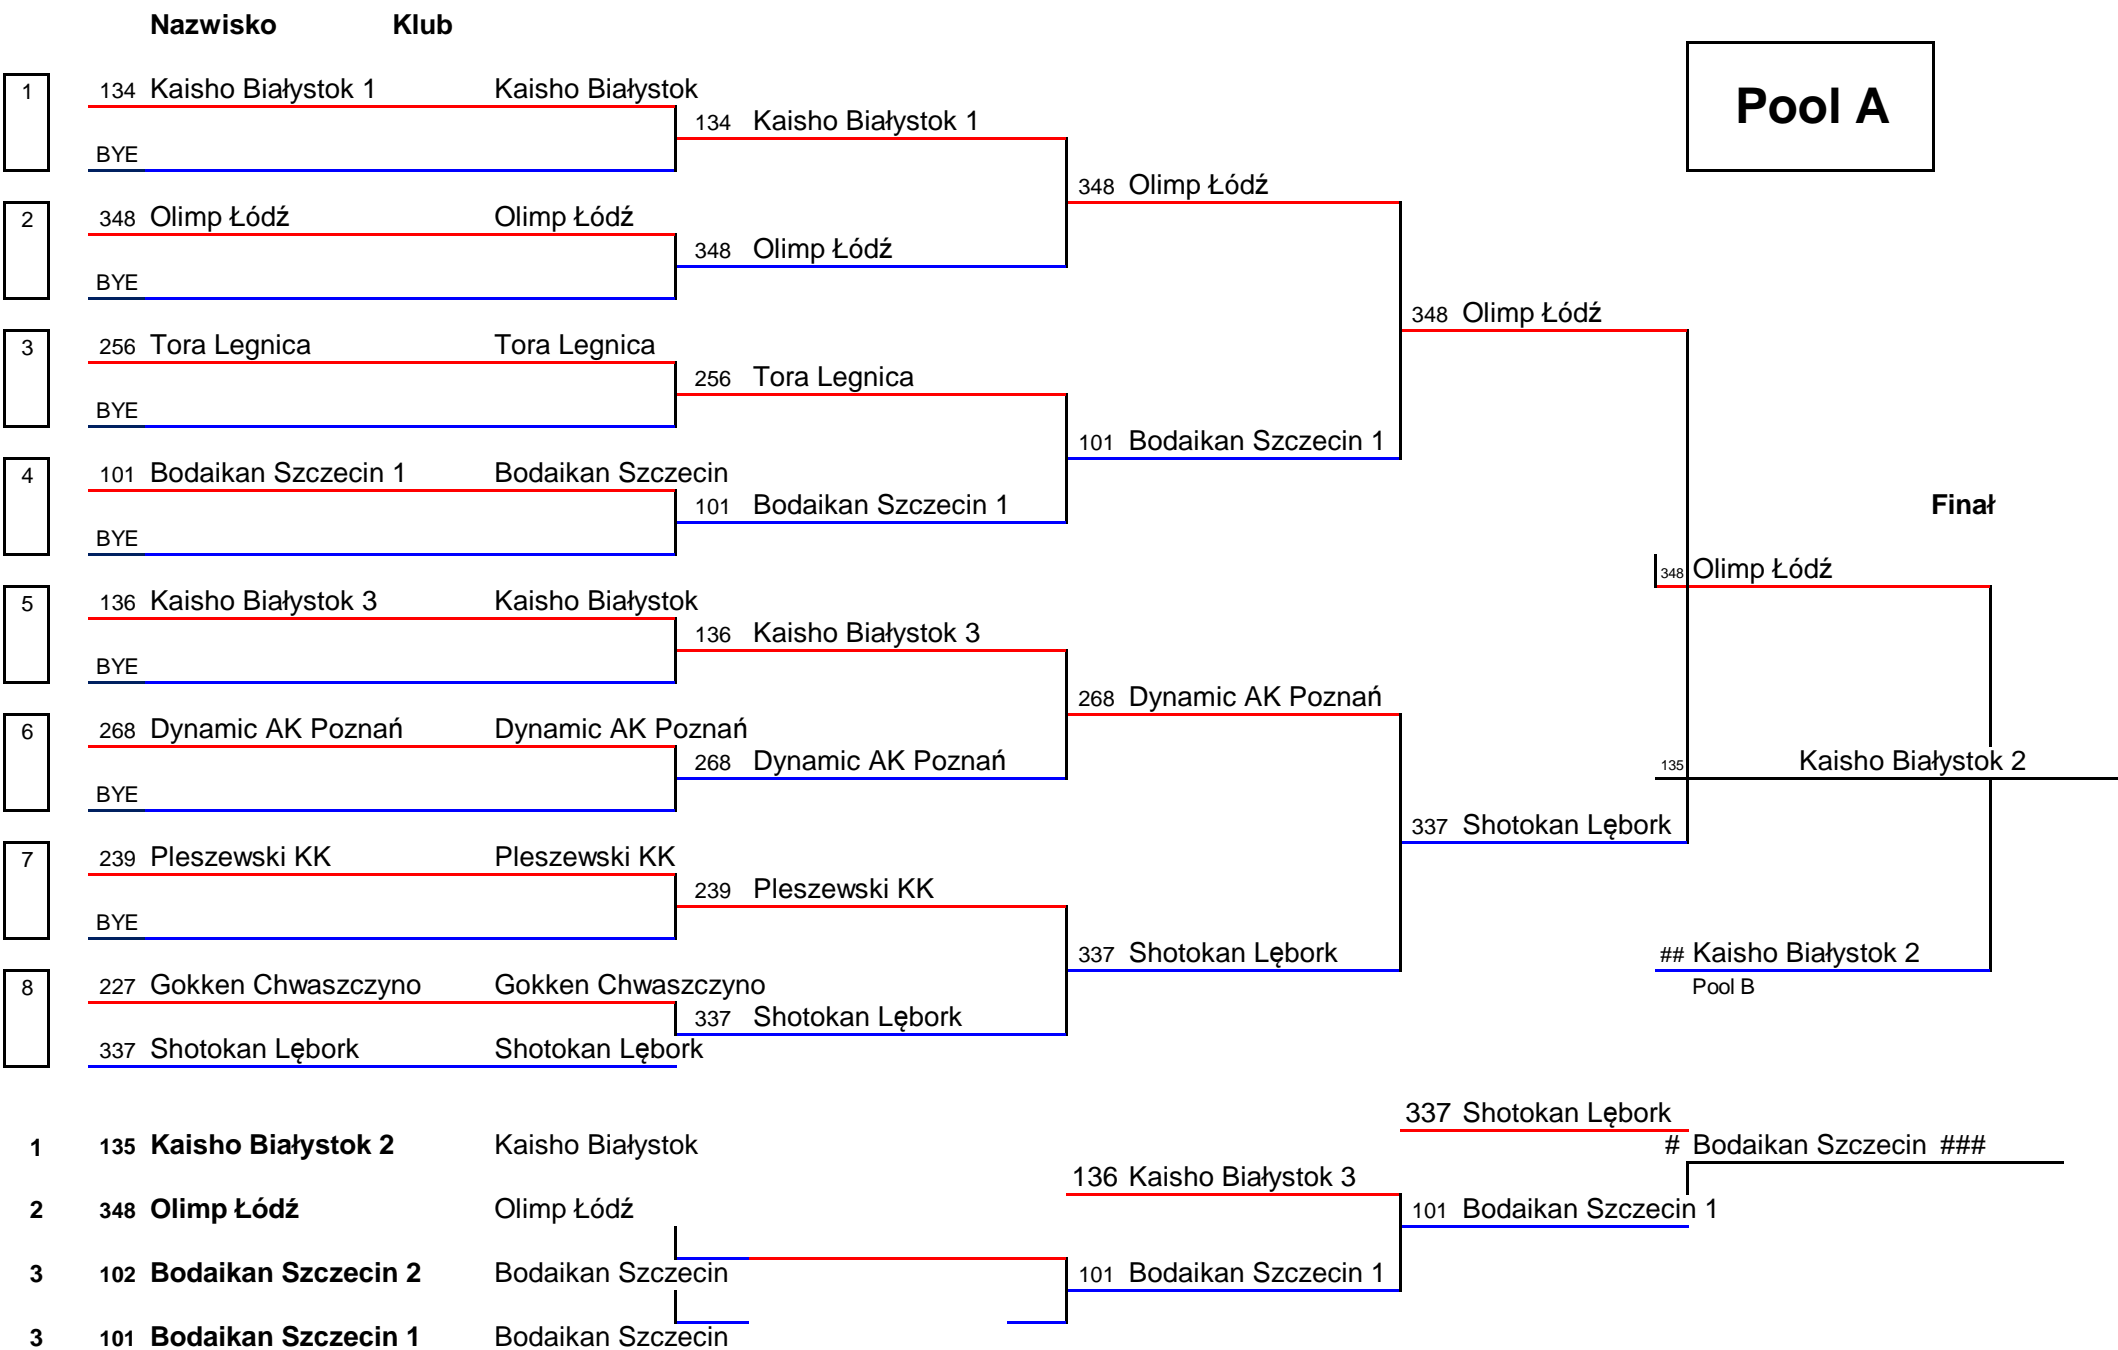 Nazwisko Klub
Pool A
1 134 Kaisho Białystok 1 Kaisho Białystok
134 Kaisho Białystok 1
BYE
348 Olimp Łódź
2 348 Olimp Łódź Olimp Łódź
348 Olimp Łódź
BYE
348 Olimp Łódź
3 256 Tora Legnica Tora Legnica
256 Tora Legnica
BYE
101 Bodaikan Szczecin 1
4 101 Bodaikan Szczecin 1 Bodaikan Szczecin
101 Bodaikan Szczecin 1
Finał
BYE
348 Olimp Łódź
5 136 Kaisho Białystok 3 Kaisho Białystok
136 Kaisho Białystok 3
BYE
268 Dynamic AK Poznań
6 268 Dynamic AK Poznań Dynamic AK Poznań
268 Dynamic AK Poznań
135 Kaisho Białystok 2
BYE
337 Shotokan Lębork
7 239 Pleszewski KK Pleszewski KK
239 Pleszewski KK
BYE
337 Shotokan Lębork
## Kaisho Białystok 2
Pool B
8 227 Gokken Chwaszczyno Gokken Chwaszczyno
337 Shotokan Lębork
337 Shotokan Lębork Shotokan Lębork
337 Shotokan Lębork
1 135 Kaisho Białystok 2 Kaisho Białystok
# Bodaikan Szczecin ###
136 Kaisho Białystok 3
2 348 Olimp Łódź Olimp Łódź
101 Bodaikan Szczecin 1
3 102 Bodaikan Szczecin 2 Bodaikan Szczecin
101 Bodaikan Szczecin 1
3 101 Bodaikan Szczecin 1 Bodaikan Szczecin